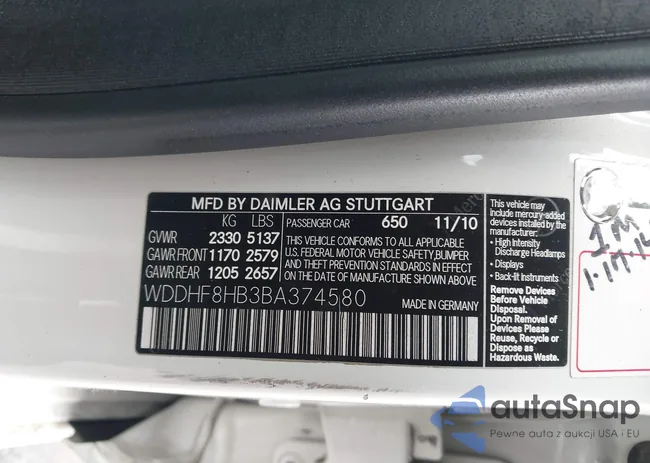 MFD BY DAIMLER AG STUTTGART
KG LBS PASSENGER CAR 650 11/10
GVWR 2330 5137
GAWR FRONT 1170 2579
GAWR REAR 1205 2657
THIS VEHICLE CONFORMS TO ALL APPLICABLE
U.S. FEDERAL MOTOR VEHICLE SAFETY, BUMPER
AND THEFT PREVENTION STANDARDS IN EFFECT
ON THE DATE OF MANUFACTURE SHOWN ABOVE.
WDDHF8HB3BA374580
MADE IN GERMANY
This vehicle may
include mercury-added
devices installed by the
manufacturer:
• High Intensity
Discharge Headlamps
• Displays
• Back-lit Instruments
Remove Devices
Before Vehicle
Disposal.
Upon Removal of
Devices Please
Reuse, Recycle or
Dispose as
Hazardous Waste.
1M
autaSnap
Pewne auta z aukcji USA i EU